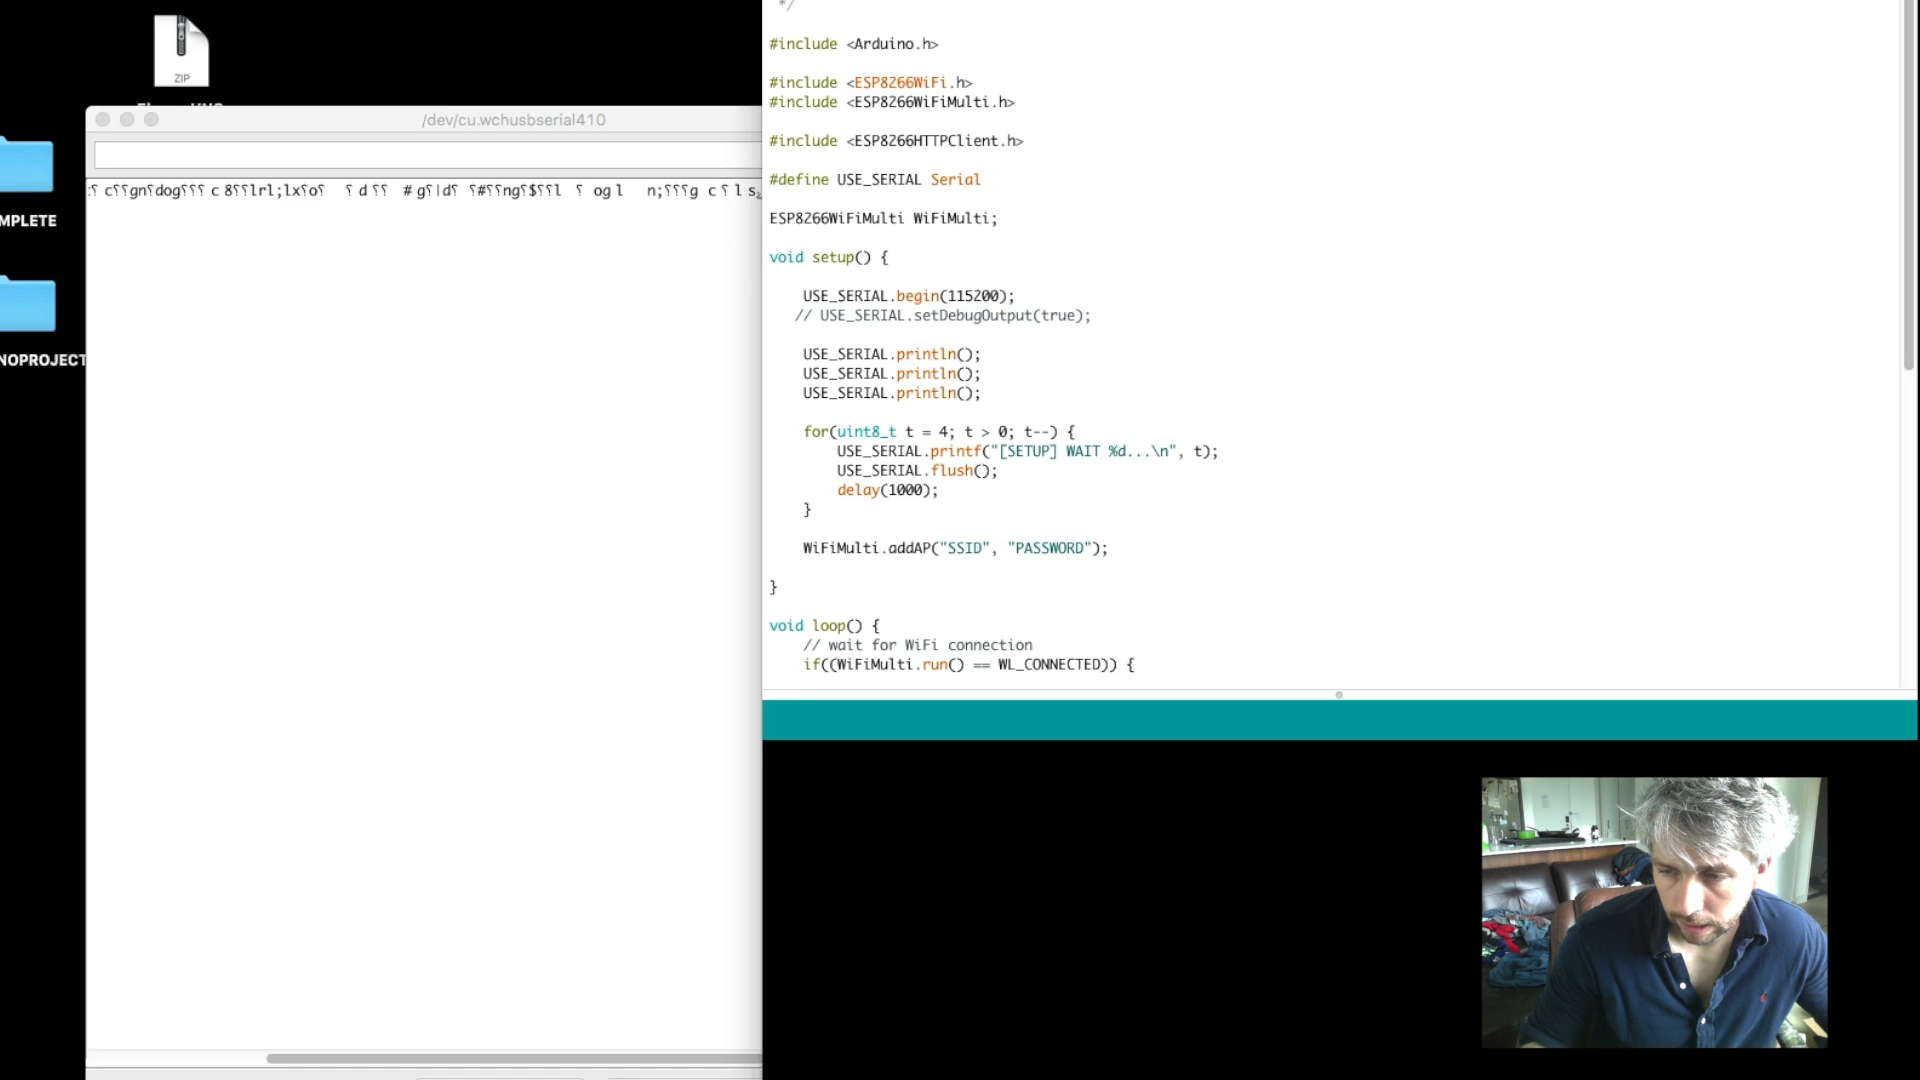 ZIP
MPLETE
NOPROJECT
/dev/cu.wchusbserial410
*/
#include <Arduino.h>
#include <ESP8266WiFi.h>
#include <ESP8266WiFiMulti.h>
#include <ESP8266HTTPClient.h>
#define USE_SERIAL Serial
ESP8266WiFiMulti WiFiMulti;
void setup() {
USE_SERIAL.begin(115200);
// USE_SERIAL.setDebugOutput(true);
USE_SERIAL.println();
USE_SERIAL.println();
USE_SERIAL.println();
for(uint8_t t = 4; t > 0; t--) {
USE_SERIAL.printf("[SETUP] WAIT %d...\n", t);
USE_SERIAL.flush();
delay(1000);
}
WiFiMulti.addAP("SSID", "PASSWORD");
}
void loop() {
// wait for WiFi connection
if((WiFiMulti.run() == WL_CONNECTED)) {